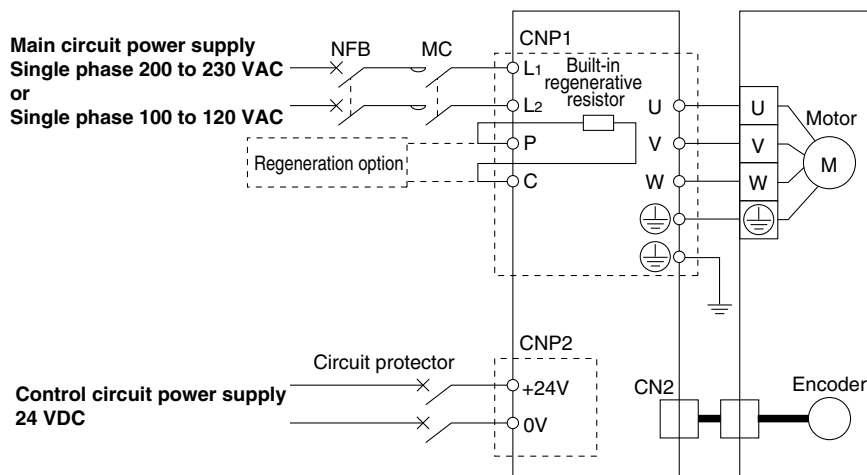 Main circuit power supply
Single phase 200 to 230 VAC
or
Single phase 100 to 120 VAC
NFB
MC
CNP1
L1
L2
P
C
Built-in
regenerative
resistor
Regeneration option
U
V
W
U
V
W
Motor
M
CNP2
Circuit protector
+24V
0V
Control circuit power supply
24 VDC
CN2
Encoder